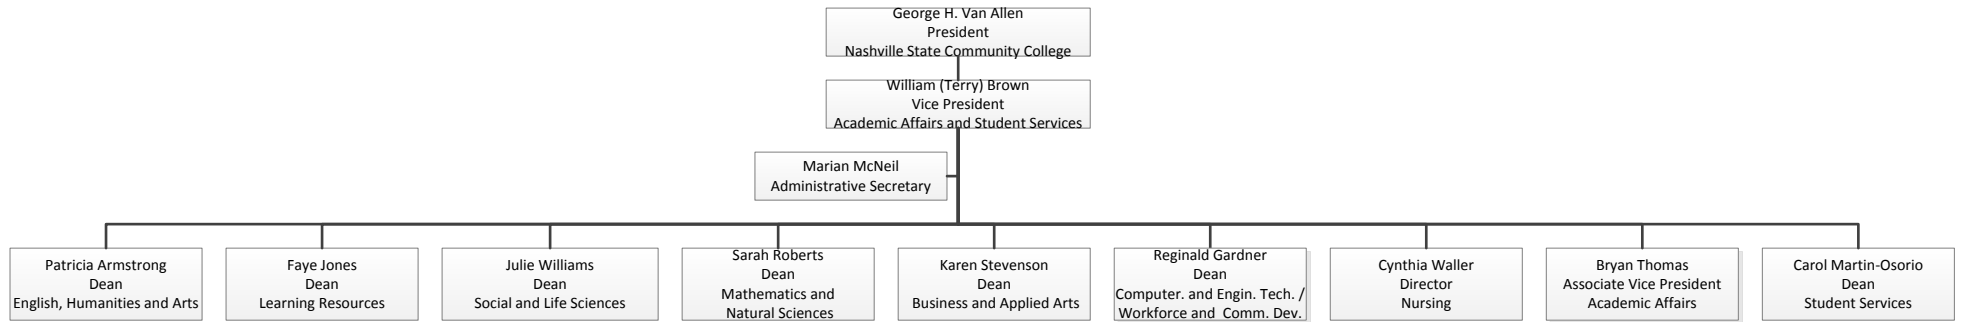 George H. Van Allen
President
Nashville State Community College
William (Terry) Brown
Vice President
Academic Affairs and Student Services
Marian McNeil
Administrative Secretary
Patricia Armstrong
Dean
English, Humanities and Arts
Faye Jones
Dean
Learning Resources
Julie Williams
Dean
Social and Life Sciences
Sarah Roberts
Dean
Mathematics and
Natural Sciences
Karen Stevenson
Dean
Business and Applied Arts
Reginald Gardner
Dean
Computer. and Engin. Tech. /
Workforce and  Comm. Dev.
Cynthia Waller
Director
Nursing
Bryan Thomas
Associate Vice President
Academic Affairs
Carol Martin-Osorio
Dean
Student Services